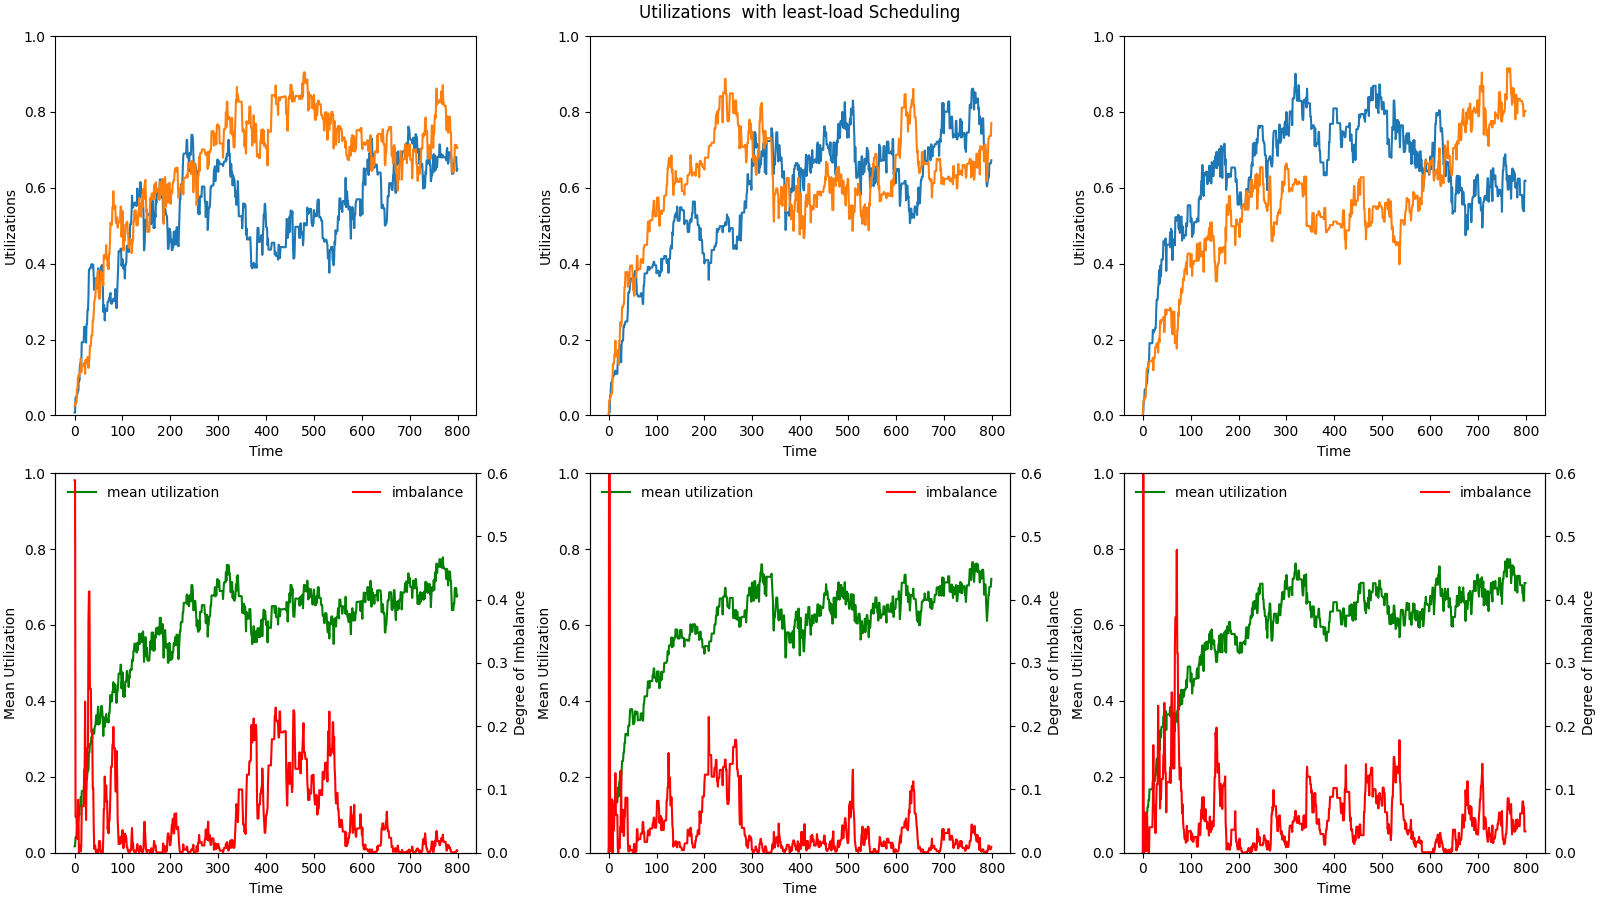 Utilizations  with least-load Scheduling
1.0 0.8 0.6 0.4 0.2 0.0
Utilizations
0 100 200 300 400 500 600 700 800
Time
1.0 0.8 0.6 0.4 0.2 0.0
Utilizations
0 100 200 300 400 500 600 700 800
Time
1.0 0.8 0.6 0.4 0.2 0.0
Utilizations
0 100 200 300 400 500 600 700 800
Time
1.0 0.8 0.6 0.4 0.2 0.0
Mean Utilization
mean utilization
imbalance
0.6 0.5 0.4 0.3 0.2 0.1 0.0
Degree of Imbalance
0 100 200 300 400 500 600 700 800
Time
1.0 0.8 0.6 0.4 0.2 0.0
Mean Utilization
mean utilization
imbalance
0.6 0.5 0.4 0.3 0.2 0.1 0.0
Degree of Imbalance
0 100 200 300 400 500 600 700 800
Time
1.0 0.8 0.6 0.4 0.2 0.0
Mean Utilization
mean utilization
imbalance
0.6 0.5 0.4 0.3 0.2 0.1 0.0
Degree of Imbalance
0 100 200 300 400 500 600 700 800
Time